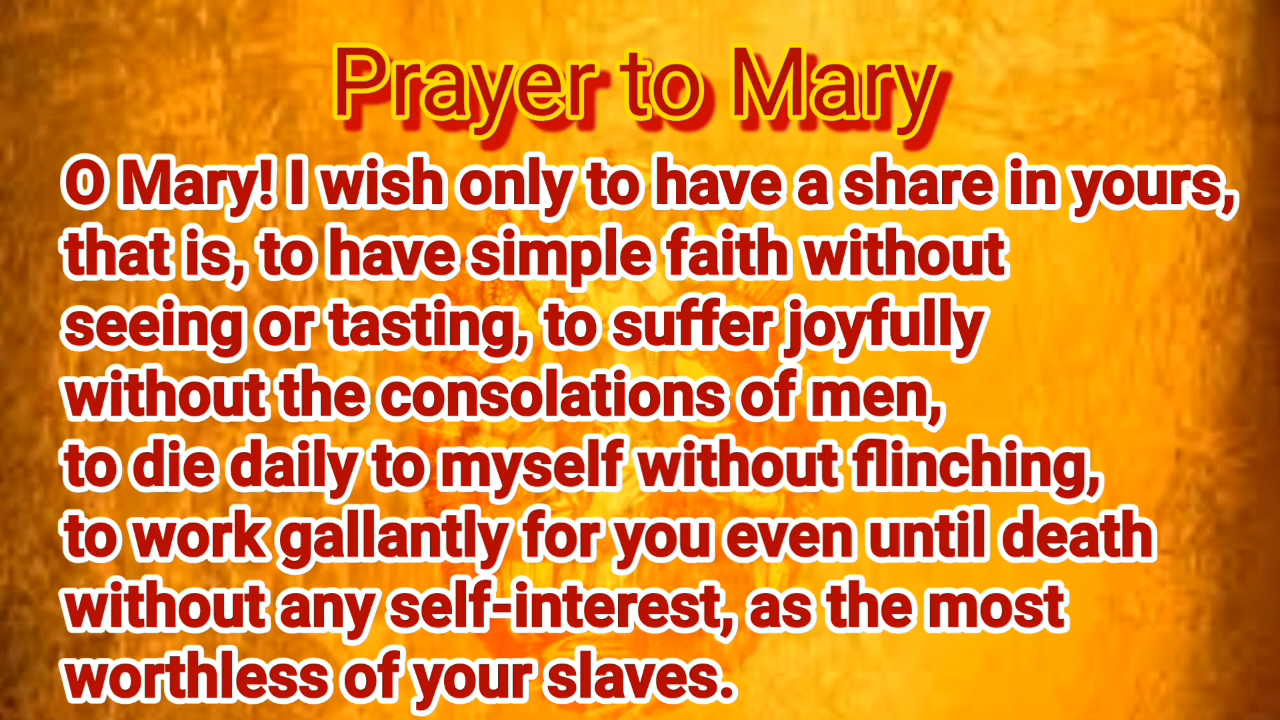 Prayer to Mary
O Mary! I wish only to have a share in yours,
that is, to have simple faith without
seeing or tasting, to suffer joyfully
without the consolations of men,
to die daily to myself without flinching,
to work gallantly for you even until death
without any self-interest, as the most
worthless of your slaves.